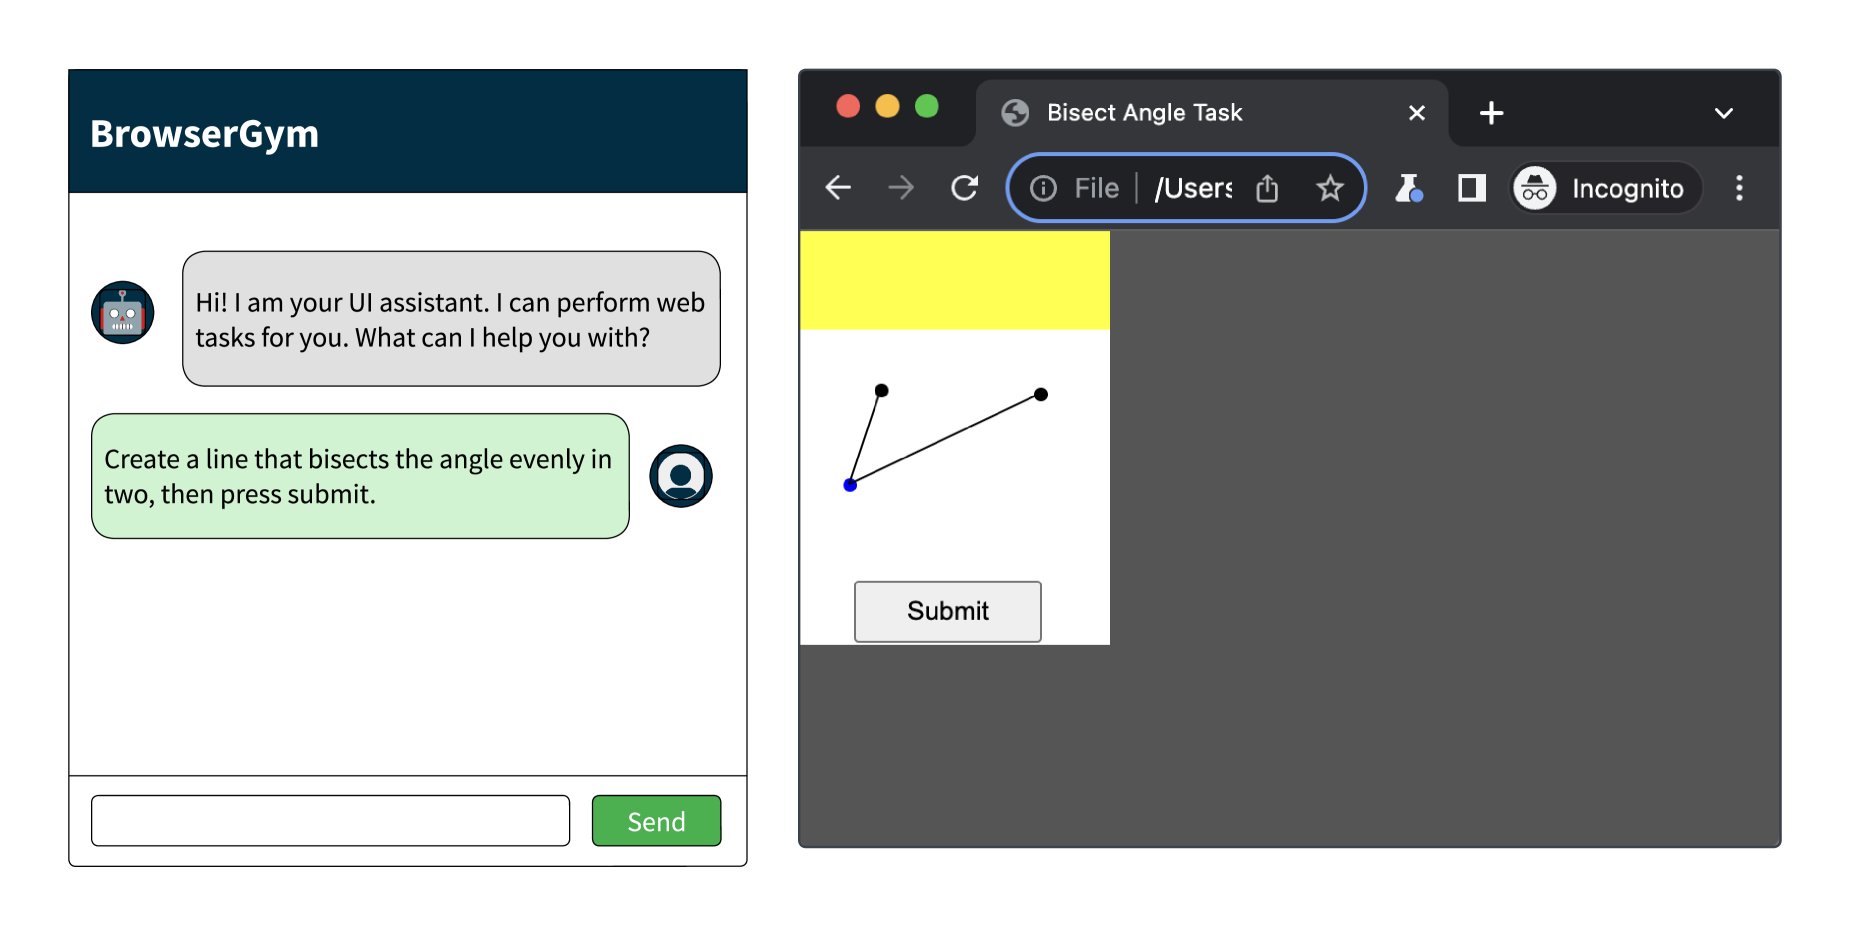 BrowserGym
Hi! I am your UI assistant. I can perform web
tasks for you. What can I help you with?
Create a line that bisects the angle evenly in
two, then press submit.
Send
Bisect Angle Task
File
/Users
Incognito
Submit